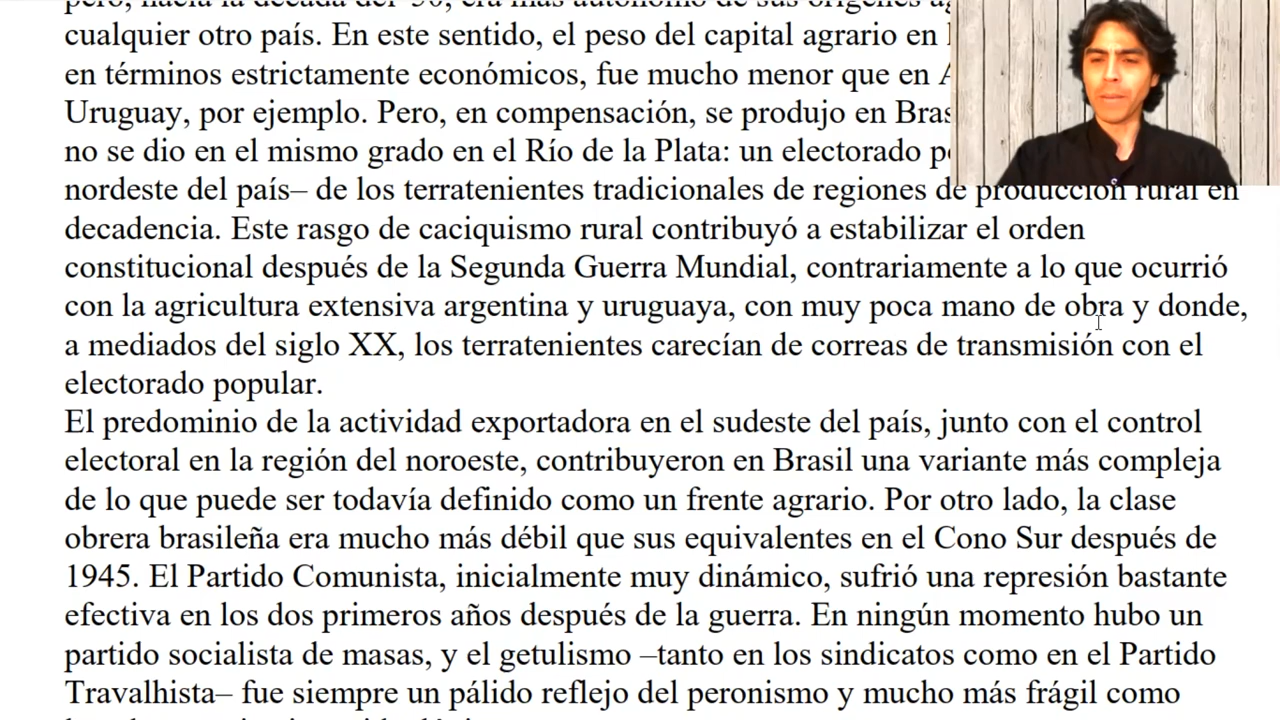 cualquier otro país. En este sentido, el peso del capital agrario en
en términos estrictamente económicos, fue mucho menor que en
Uruguay, por ejemplo. Pero, en compensación, se produjo en
no se dio en el mismo grado en el Río de la Plata: un electorado
nordeste del país– de los terratenientes tradicionales de regiones de producción rural en
decadencia. Este rasgo de caciquismo rural contribuyó a estabilizar el orden
constitucional después de la Segunda Guerra Mundial, contrariamente a lo que ocurrió
con la agricultura extensiva argentina y uruguaya, con muy poca mano de obra y donde,
a mediados del siglo XX, los terratenientes carecían de correas de transmisión con el
electorado popular.
El predominio de la actividad exportadora en el sudeste del país, junto con el control
electoral en la región del noroeste, contribuyeron en Brasil una variante más compleja
de lo que puede ser todavía definido como un frente agrario. Por otro lado, la clase
obrera brasileña era mucho más débil que sus equivalentes en el Cono Sur después de
1945. El Partido Comunista, inicialmente muy dinámico, sufrió una represión bastante
efectiva en los dos primeros años después de la guerra. En ningún momento hubo un
partido socialista de masas, y el getulismo –tanto en los sindicatos como en el Partido
Travalhista– fue siempre un pálido reflejo del peronismo y mucho más frágil como